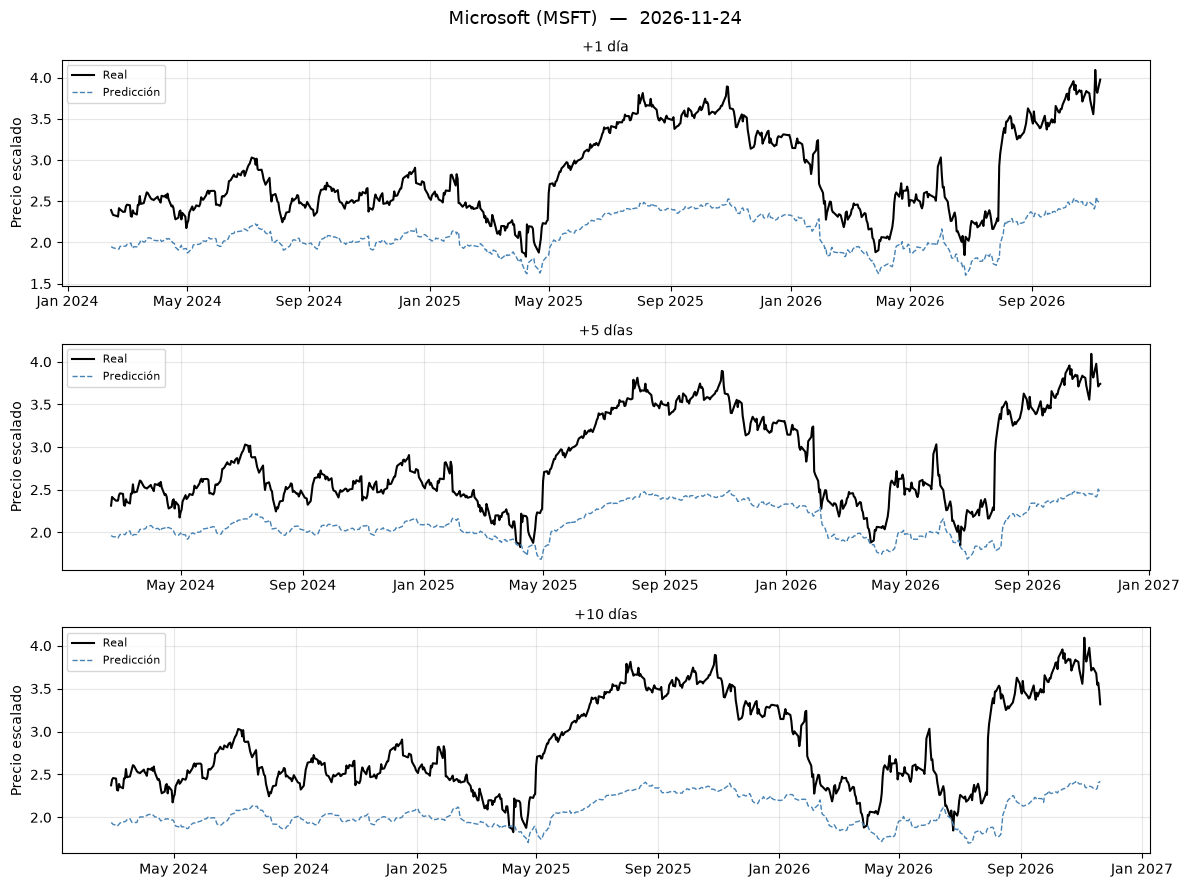 Microsoft (MSFT) — 2026-11-24
+1 día
Precio escalado
4.0
3.5
3.0
2.5
2.0
1.5
Real
Predicción
Jan 2024 May 2024 Sep 2024 Jan 2025 May 2025 Sep 2025 Jan 2026 May 2026 Sep 2026
+5 días
Precio escalado
4.0
3.5
3.0
2.5
2.0
Real
Predicción
May 2024 Sep 2024 Jan 2025 May 2025 Sep 2025 Jan 2026 May 2026 Sep 2026 Jan 2027
+10 días
Precio escalado
4.0
3.5
3.0
2.5
2.0
Real
Predicción
May 2024 Sep 2024 Jan 2025 May 2025 Sep 2025 Jan 2026 May 2026 Sep 2026 Jan 2027